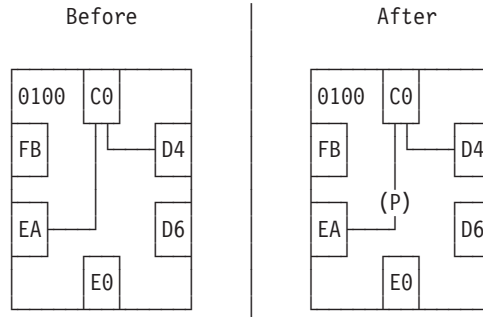 Before After
0100 C0 0100 C0
FB D4 FB D4
(P)
EA D6 EA D6
E0 E0